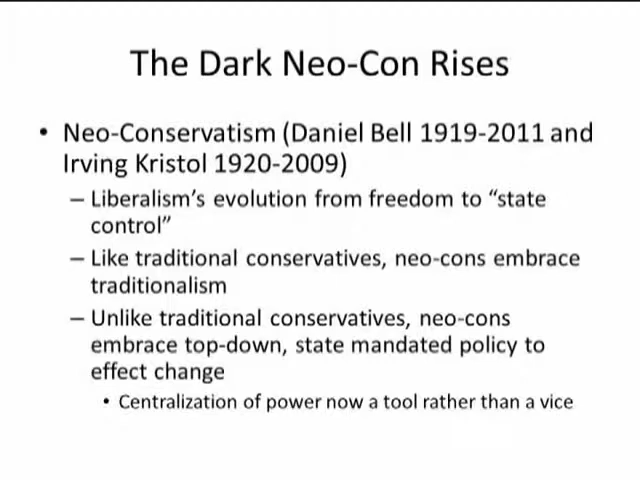 The Dark Neo-Con Rises
• Neo-Conservatism (Daniel Bell 1919-2011 and
Irving Kristol 1920-2009)
– Liberalism's evolution from freedom to “state
control”
– Like traditional conservatives, neo-cons embrace
traditionalism
– Unlike traditional conservatives, neo-cons
embrace top-down, state mandated policy to
effect change
• Centralization of power now a tool rather than a vice